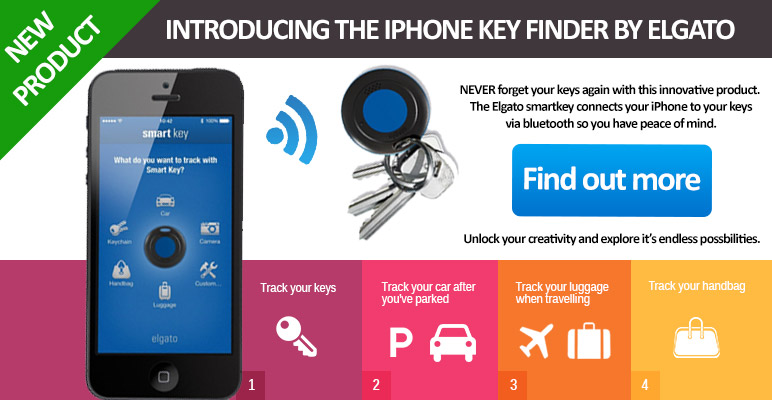 NEW
PRODUCT
INTRODUCING THE IPHONE KEY FINDER BY ELGATO
NEVER forget your keys again with this innovative product.
The Elgato smartkey connects your iPhone to your keys
via bluetooth so you have peace of mind.
Find out more
Unlock your creativity and explore it's endless possbilities.
10:42
100%
smart key
What do you want to track with
Smart Key?
Car
Keychain
Camera
Handbag
Custom...
Luggage
elgato
Track your keys
1
Track your car after
you've parked
P
2
Track your luggage
when travelling
3
Track your handbag
4